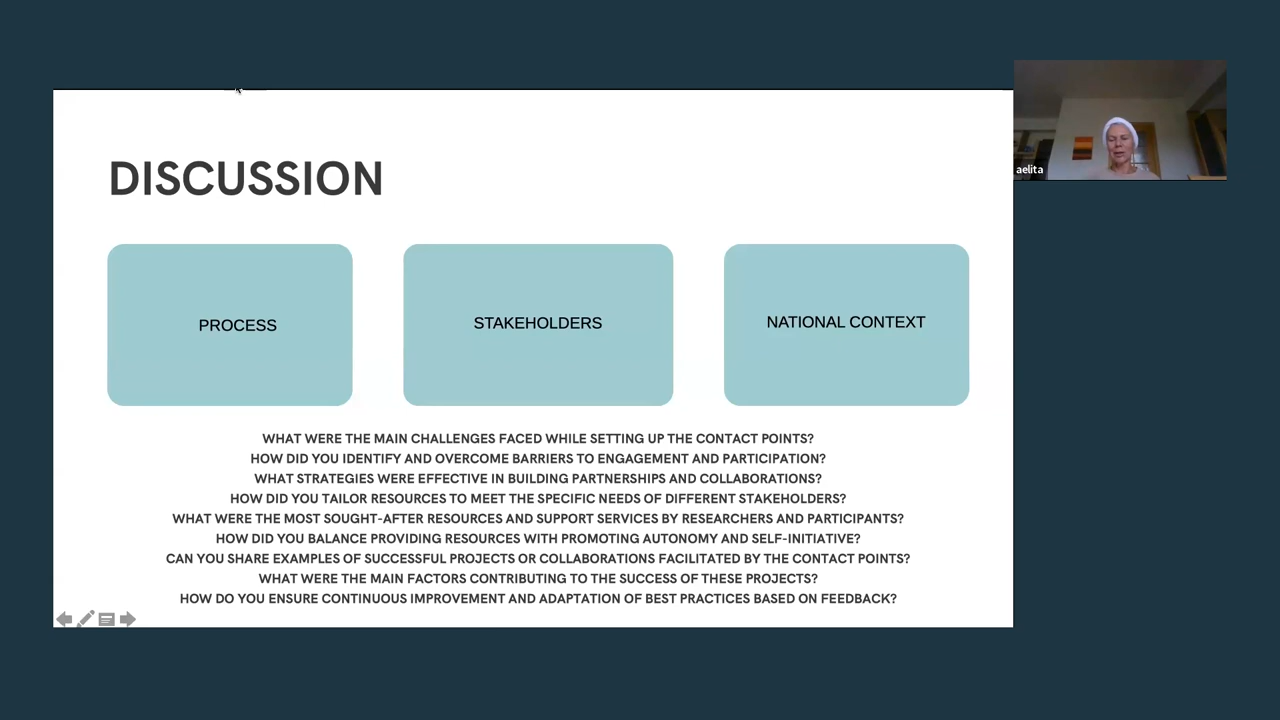 DISCUSSION
PROCESS
STAKEHOLDERS
NATIONAL CONTEXT
WHAT WERE THE MAIN CHALLENGES FACED WHILE SETTING UP THE CONTACT POINTS?
HOW DID YOU IDENTIFY AND OVERCOME BARRIERS TO ENGAGEMENT AND PARTICIPATION?
WHAT STRATEGIES WERE EFFECTIVE IN BUILDING PARTNERSHIPS AND COLLABORATIONS?
HOW DID YOU TAILOR RESOURCES TO MEET THE SPECIFIC NEEDS OF DIFFERENT STAKEHOLDERS?
WHAT WERE THE MOST SOUGHT-AFTER RESOURCES AND SUPPORT SERVICES BY RESEARCHERS AND PARTICIPANTS?
HOW DID YOU BALANCE PROVIDING RESOURCES WITH PROMOTING AUTONOMY AND SELF-INITIATIVE?
CAN YOU SHARE EXAMPLES OF SUCCESSFUL PROJECTS OR COLLABORATIONS FACILITATED BY THE CONTACT POINTS?
WHAT WERE THE MAIN FACTORS CONTRIBUTING TO THE SUCCESS OF THESE PROJECTS?
HOW DO YOU ENSURE CONTINUOUS IMPROVEMENT AND ADAPTATION OF BEST PRACTICES BASED ON FEEDBACK?
aelita